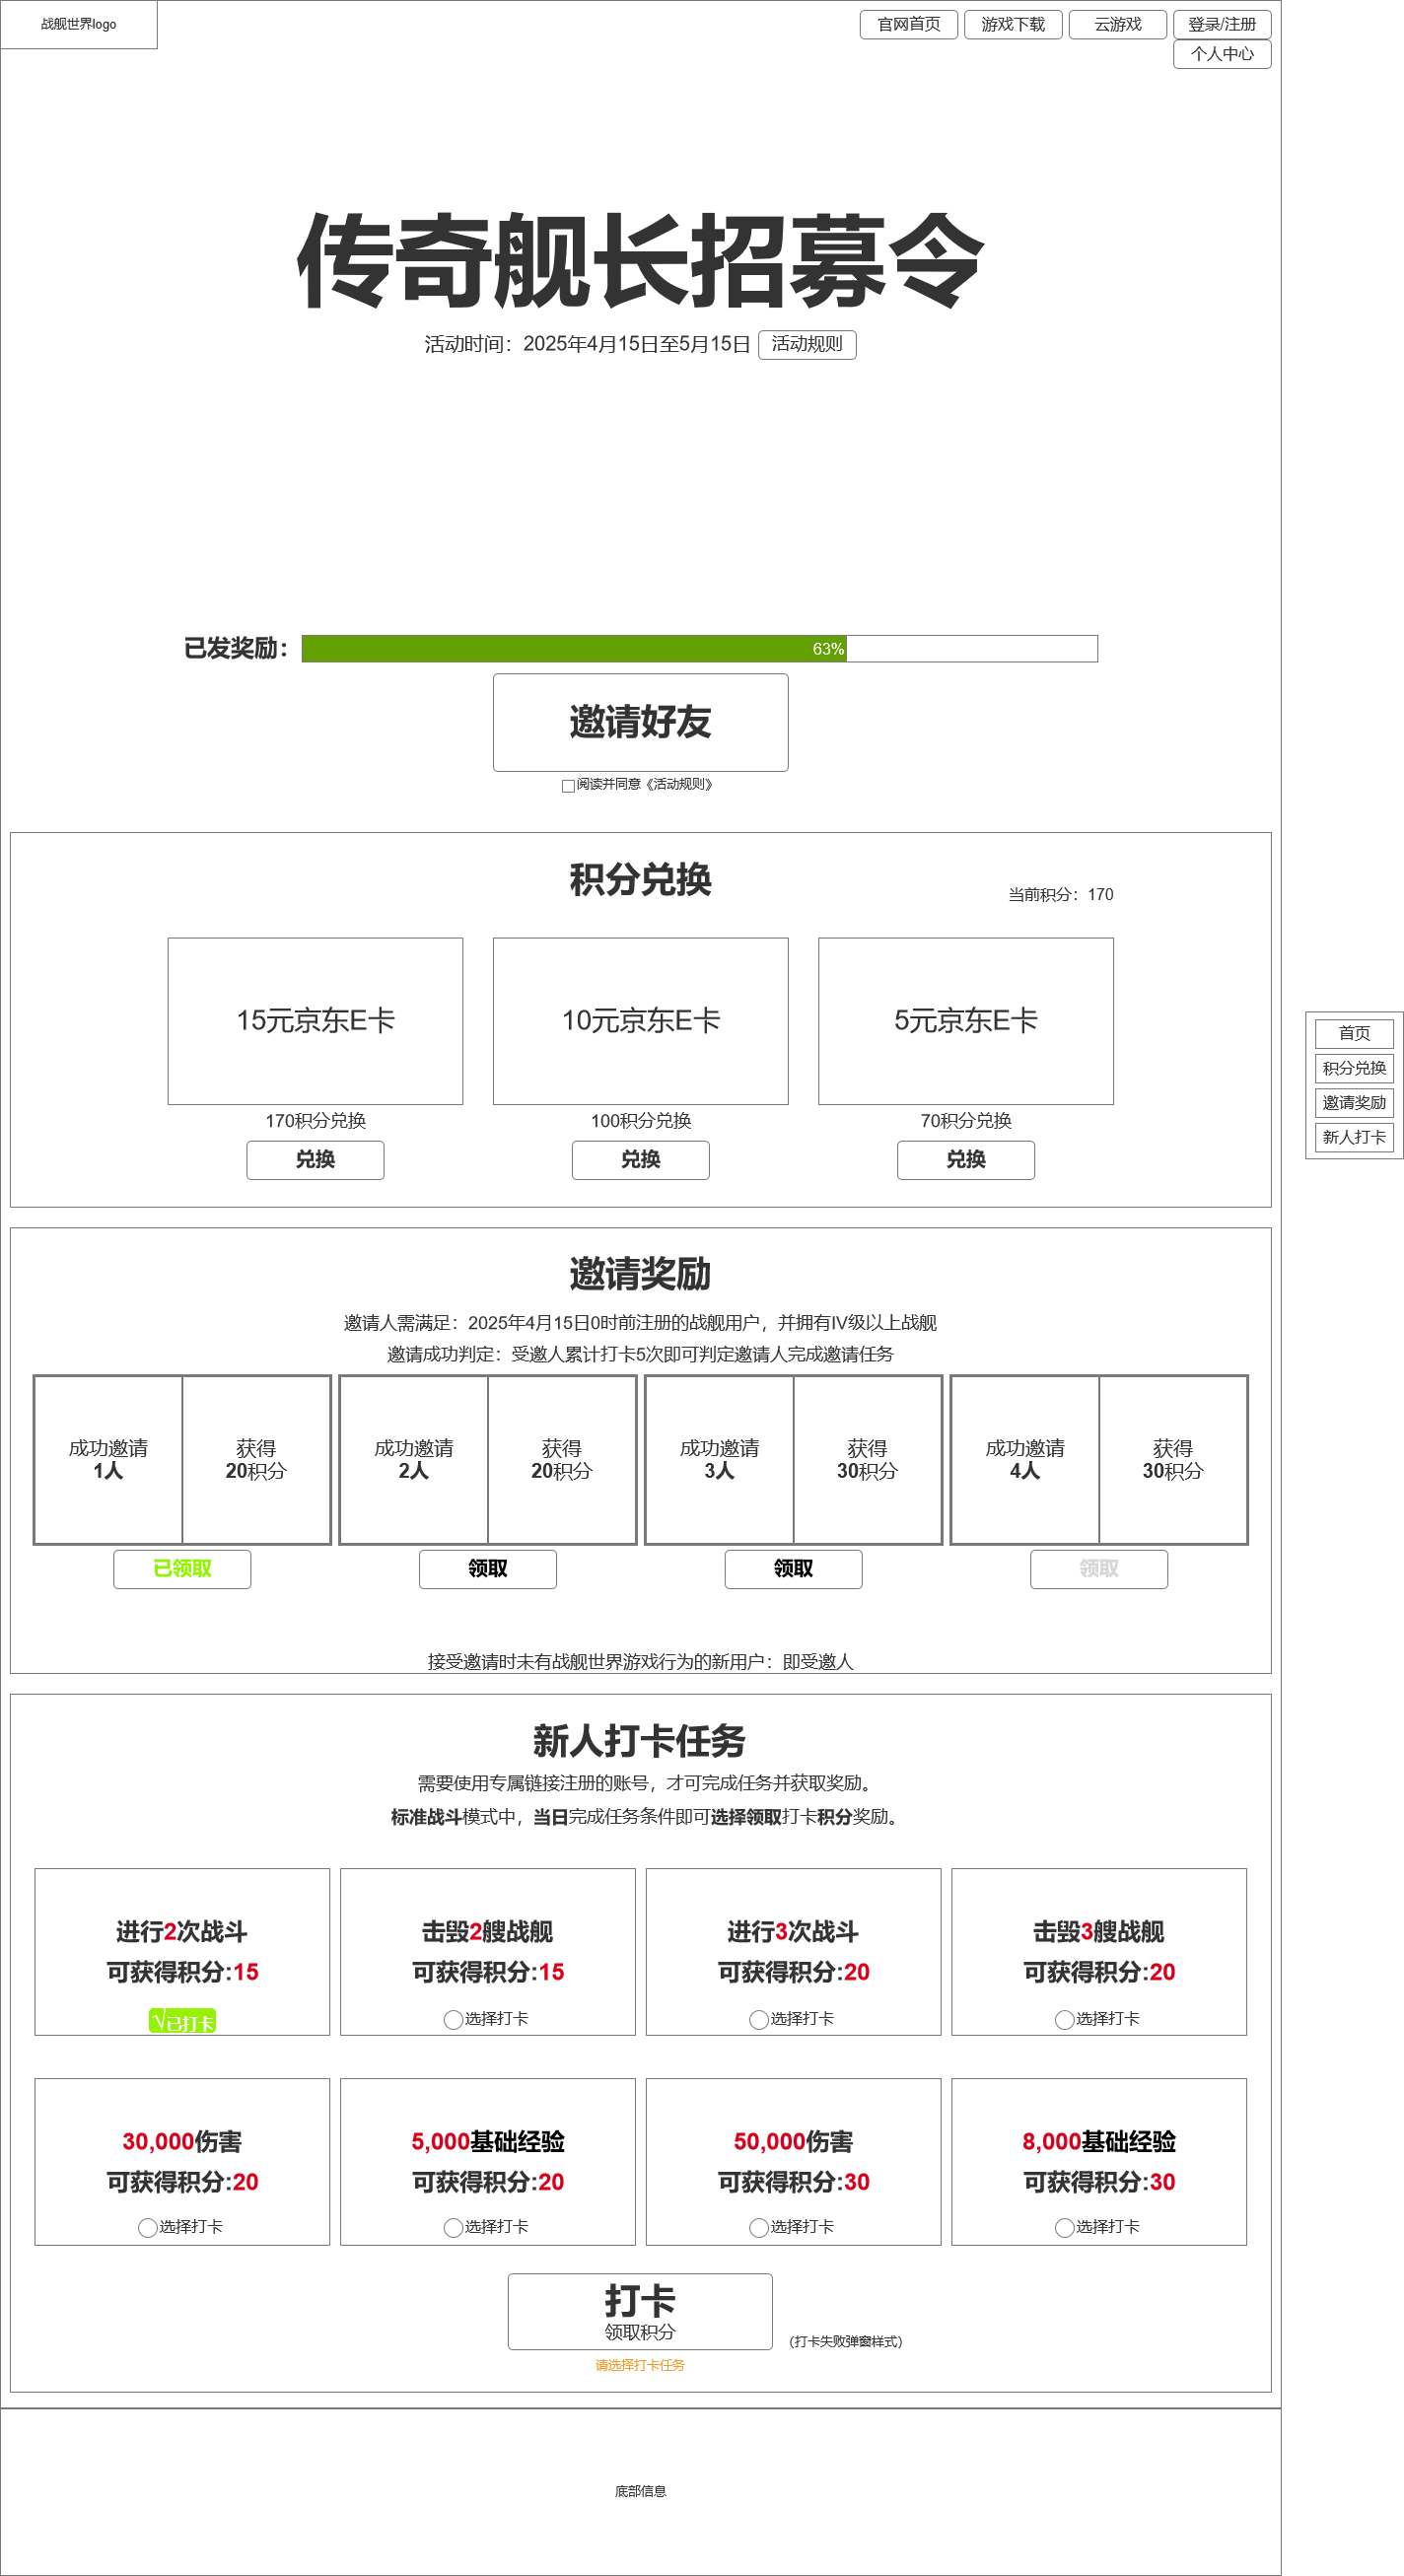 战舰世界logo
官网首页 游戏下载 云游戏 登录/注册
个人中心
传奇舰长招募令
活动时间：2025年4月15日至5月15日 活动规则
已发奖励： 63%
邀请好友
阅读并同意《活动规则》
积分兑换
当前积分：170
15元京东E卡 10元京东E卡 5元京东E卡
170积分兑换 100积分兑换 70积分兑换
兑换 兑换 兑换
首页
积分兑换
邀请奖励
新人打卡
邀请奖励
邀请人需满足：2025年4月15日0时前注册的战舰用户，并拥有IV级以上战舰
邀请成功判定：受邀人累计打卡5次即可判定邀请人完成邀请任务
成功邀请 获得 成功邀请 获得 成功邀请 获得 成功邀请 获得
1人 20积分 2人 20积分 3人 30积分 4人 30积分
已领取 领取 领取 领取
接受邀请时未有战舰世界游戏行为的新用户：即受邀人
新人打卡任务
需要使用专属链接注册的账号，才可完成任务并获取奖励。
标准战斗模式中，当日完成任务条件即可选择领取打卡积分奖励。
进行2次战斗 击毁2艘战舰 进行3次战斗 击毁3艘战舰
可获得积分:15 可获得积分:15 可获得积分:20 可获得积分:20
√已打卡 选择打卡 选择打卡 选择打卡
30,000伤害 5,000基础经验 50,000伤害 8,000基础经验
可获得积分:20 可获得积分:20 可获得积分:30 可获得积分:30
选择打卡 选择打卡 选择打卡 选择打卡
打卡
领取积分
（打卡失败弹窗样式）
请选择打卡任务
底部信息